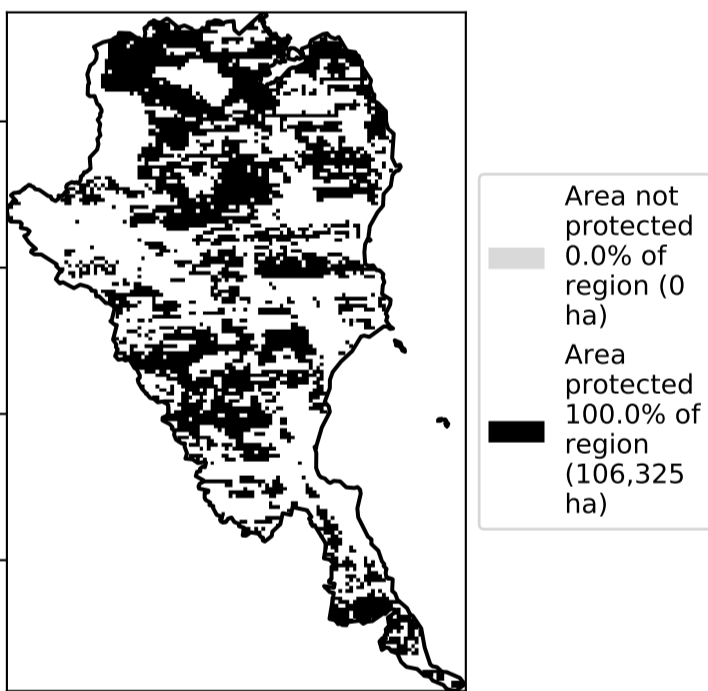 Area not
protected
0.0% of
region (0
ha)
Area
protected
100.0% of
region
(106,325
ha)